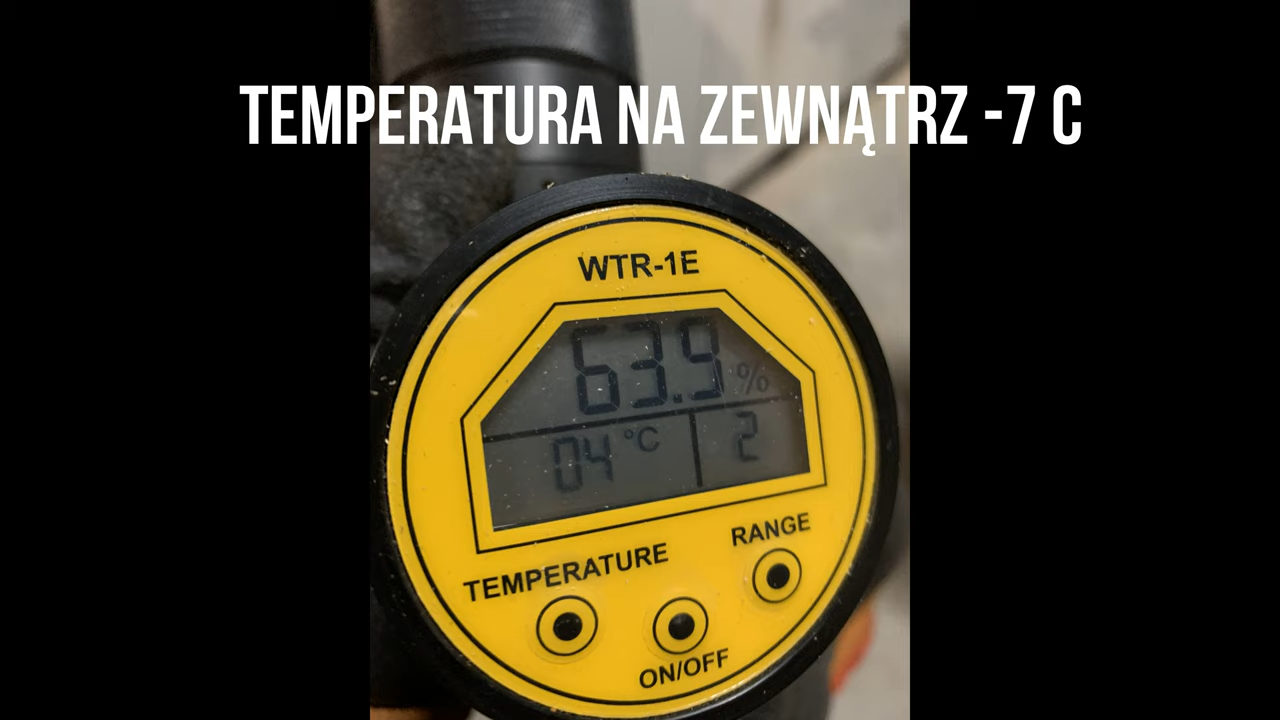 TEMPERATURA NA ZEWNĄTRZ -7 C
WTR-1E
63.9 %
04 °C 2
RANGE
TEMPERATURE
ON/OFF